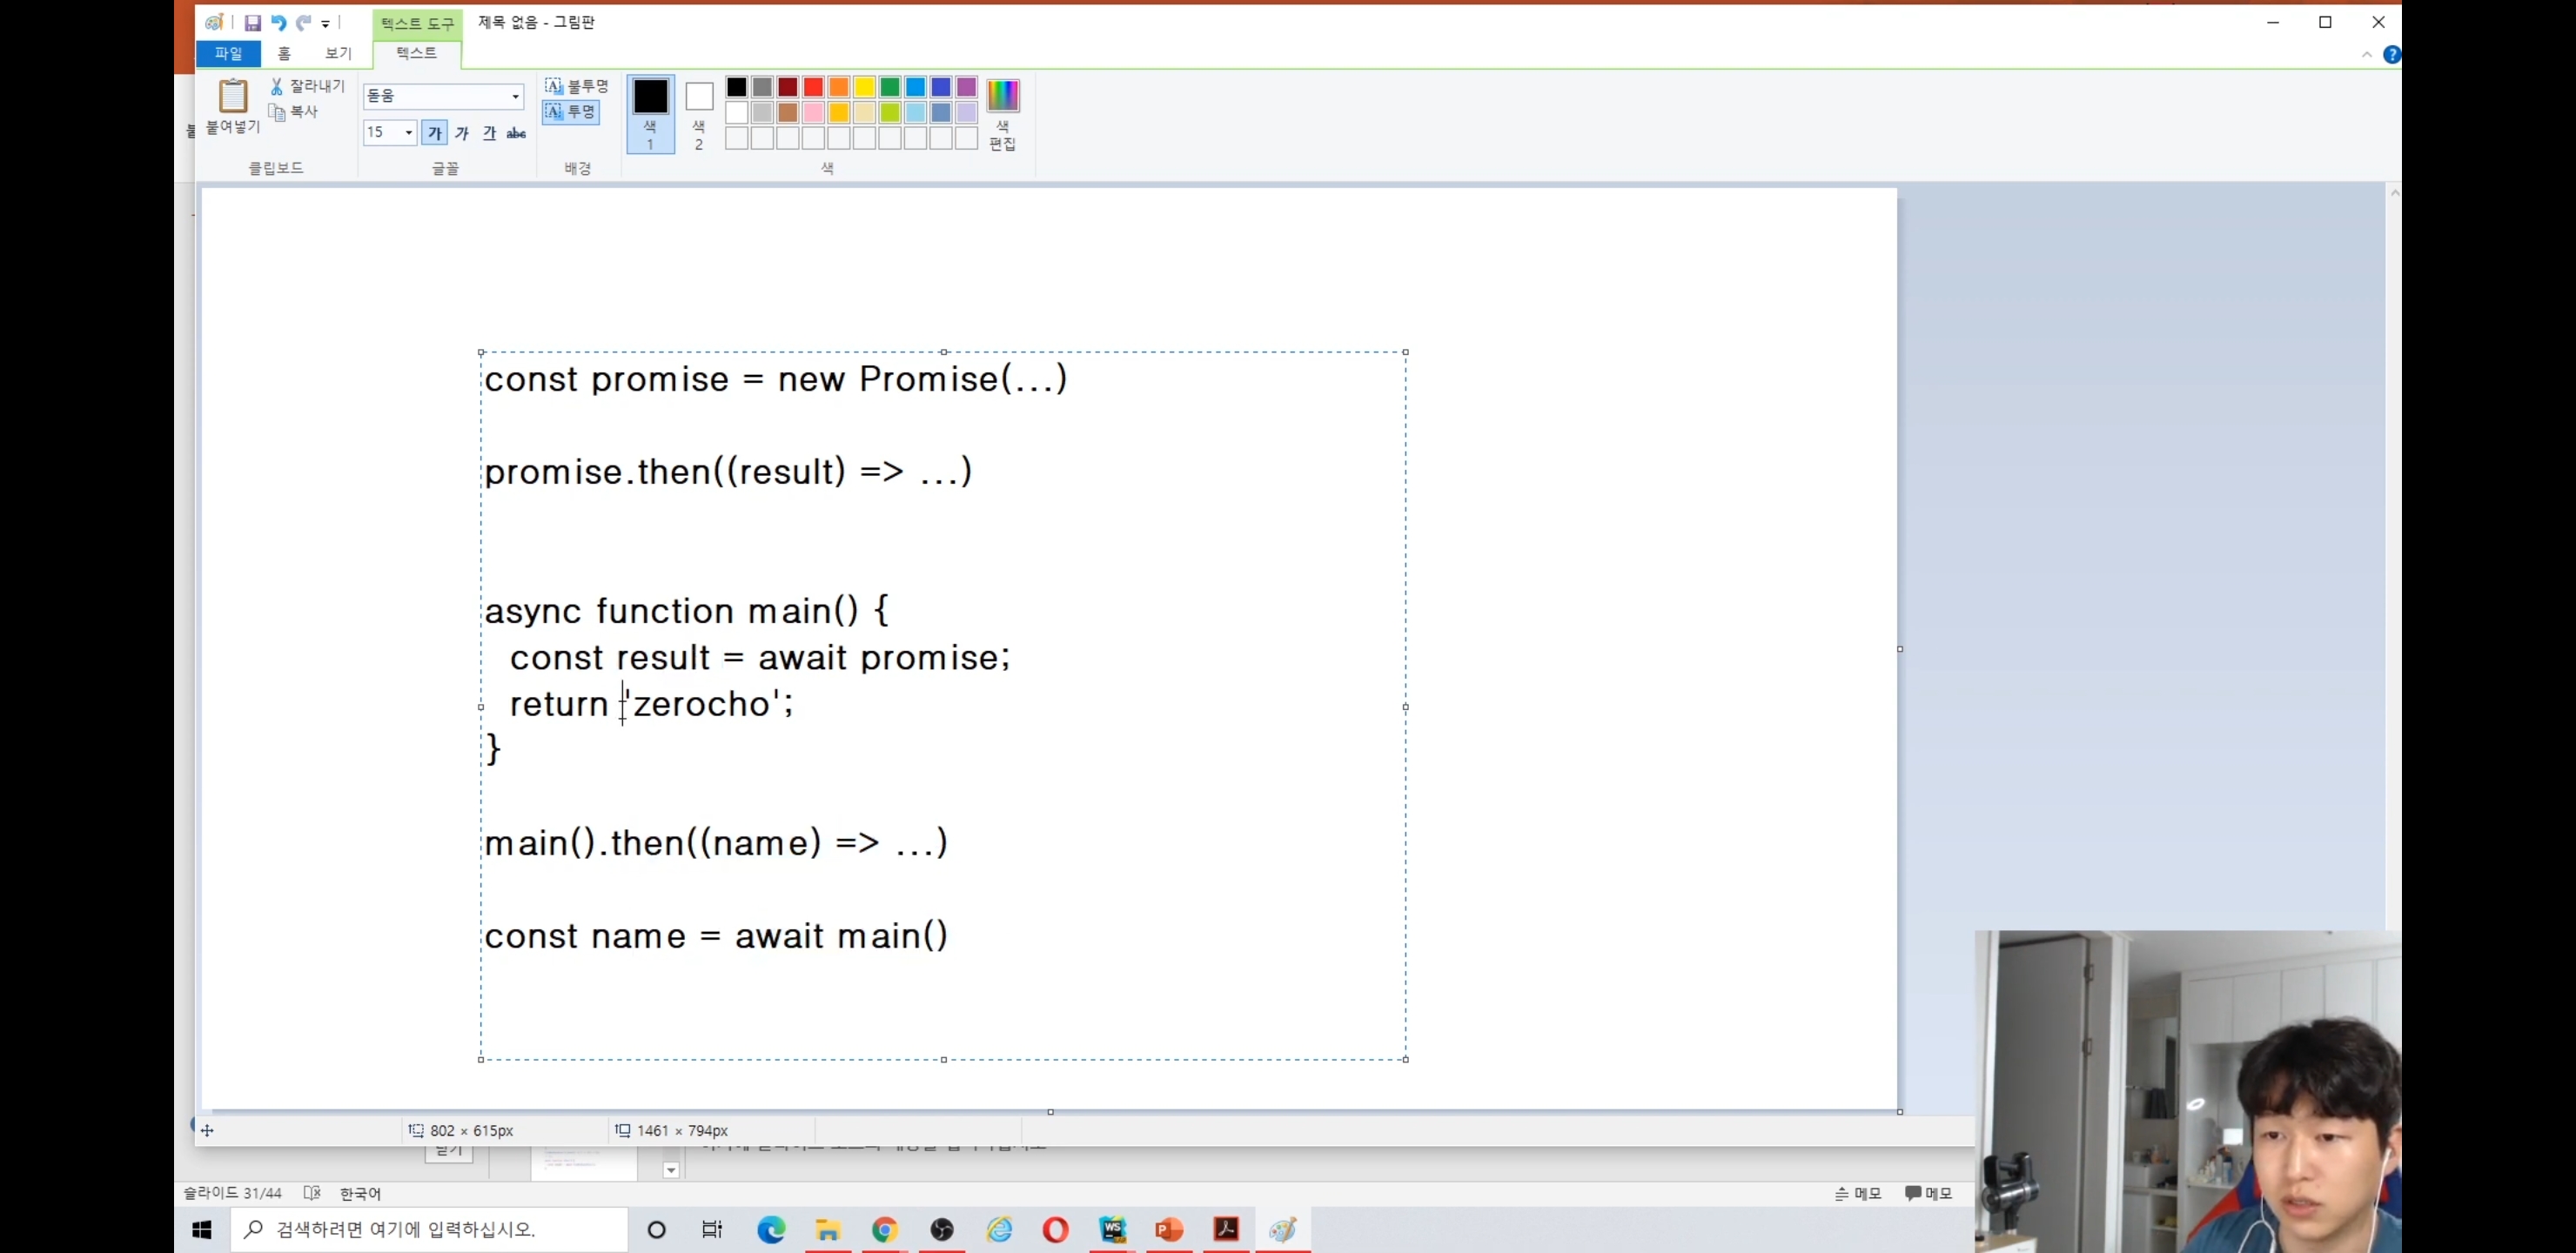 텍스트 도구
제목 없음 - 그림판
파일
홈
보기
텍스트
붙여넣기
잘라내기
복사
클립보드
돋움
15
가 가 가 abc
글꼴
불투명
투명
배경
색
1
색
2
색
편집
색
const promise = new Promise(...)
promise.then((result) => ...)
async function main() {
const result = await promise;
return 'zerocho';
}
main().then((name) => ...)
const name = await main()
802 × 615px
1461 × 794px
슬라이드 31/44
한국어
메모
메모
검색하려면 여기에 입력하십시오.
WS
P